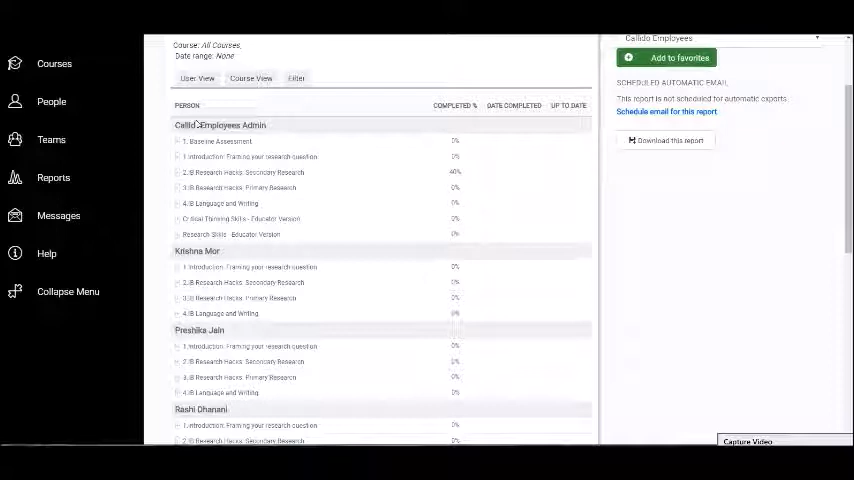 Courses
People
Teams
Reports
Messages
Help
Collapse Menu
Course: All Courses,
Date range: None
User View Course View Filter
PERSON COMPLETED % DATE COMPLETED UP TO DATE
Callido Employees Admin
1. Baseline Assessment 0%
1.Introduction: Framing your research question 0%
2.IB Research Hacks: Secondary Research 40%
3.IB Research Hacks: Primary Research 0%
4.IB Language and Writing 0%
Critical Thinking Skills - Educator Version 0%
Research Skills - Educator Version 0%
Krishna Mor
1.Introduction: Framing your research question 0%
2.IB Research Hacks: Secondary Research 0%
3.IB Research Hacks: Primary Research 0%
4.IB Language and Writing 0%
Preshika Jain
1.Introduction: Framing your research question 0%
2.IB Research Hacks: Secondary Research 0%
3.IB Research Hacks: Primary Research 0%
4.IB Language and Writing 0%
Rashi Dhanani
1.Introduction: Framing your research question 0%
2.IB Research Hacks: Secondary Research 0%
Callido Employees
Add to favorites
SCHEDULED AUTOMATIC EMAIL
This report is not scheduled for automatic exports.
Schedule email for this report
Download this report
Capture Video